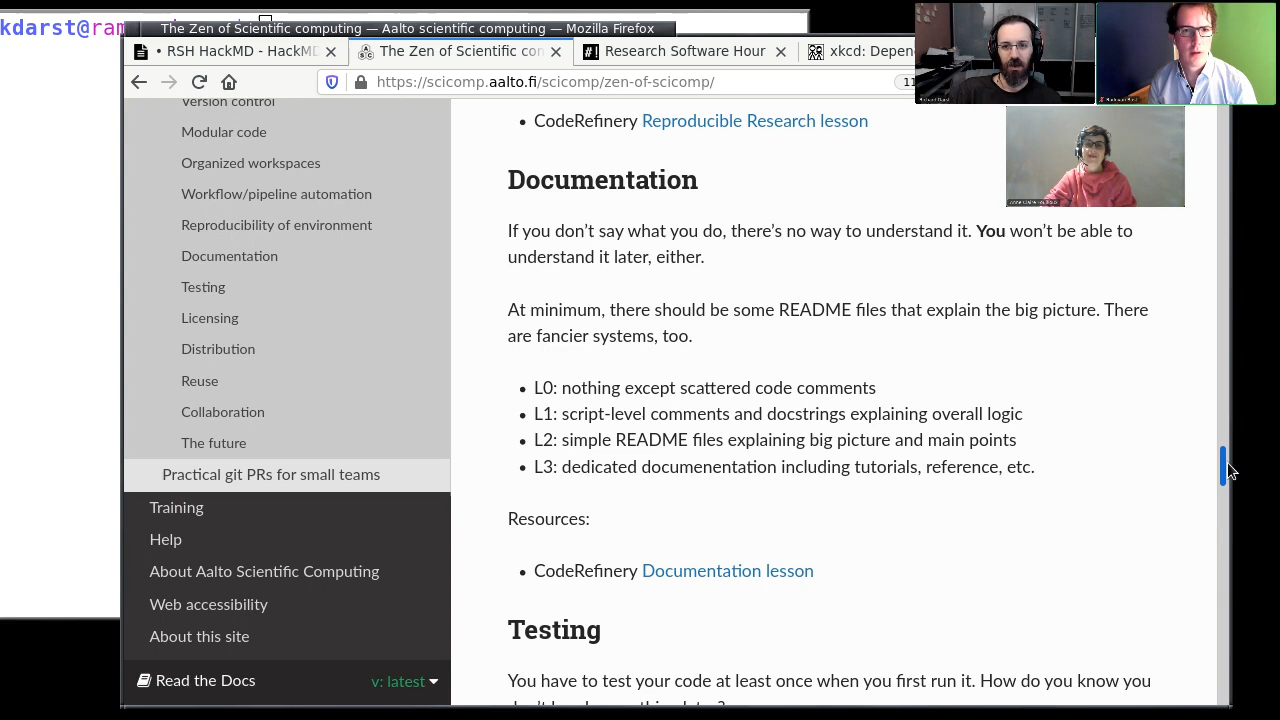 kdarst@ram
The Zen of Scientific computing — Aalto scientific computing — Mozilla Firefox
• RSH HackMD - HackMD
The Zen of Scientific con
Research Software Hour
xkcd: Depen
https://scicomp.aalto.fi/scicomp/zen-of-scicomp/
11
Version control
Modular code
Organized workspaces
Workflow/pipeline automation
Reproducibility of environment
Documentation
Testing
Licensing
Distribution
Reuse
Collaboration
The future
Practical git PRs for small teams
Training
Help
About Aalto Scientific Computing
Web accessibility
About this site
Read the Docs
v: latest
• CodeRefinery Reproducible Research lesson
Documentation
If you don’t say what you do, there’s no way to understand it. You won’t be able to
understand it later, either.
At minimum, there should be some README files that explain the big picture. There
are fancier systems, too.
• L0: nothing except scattered code comments
• L1: script-level comments and docstrings explaining overall logic
• L2: simple README files explaining big picture and main points
• L3: dedicated documenentation including tutorials, reference, etc.
Resources:
• CodeRefinery Documentation lesson
Testing
You have to test your code at least once when you first run it. How do you know you